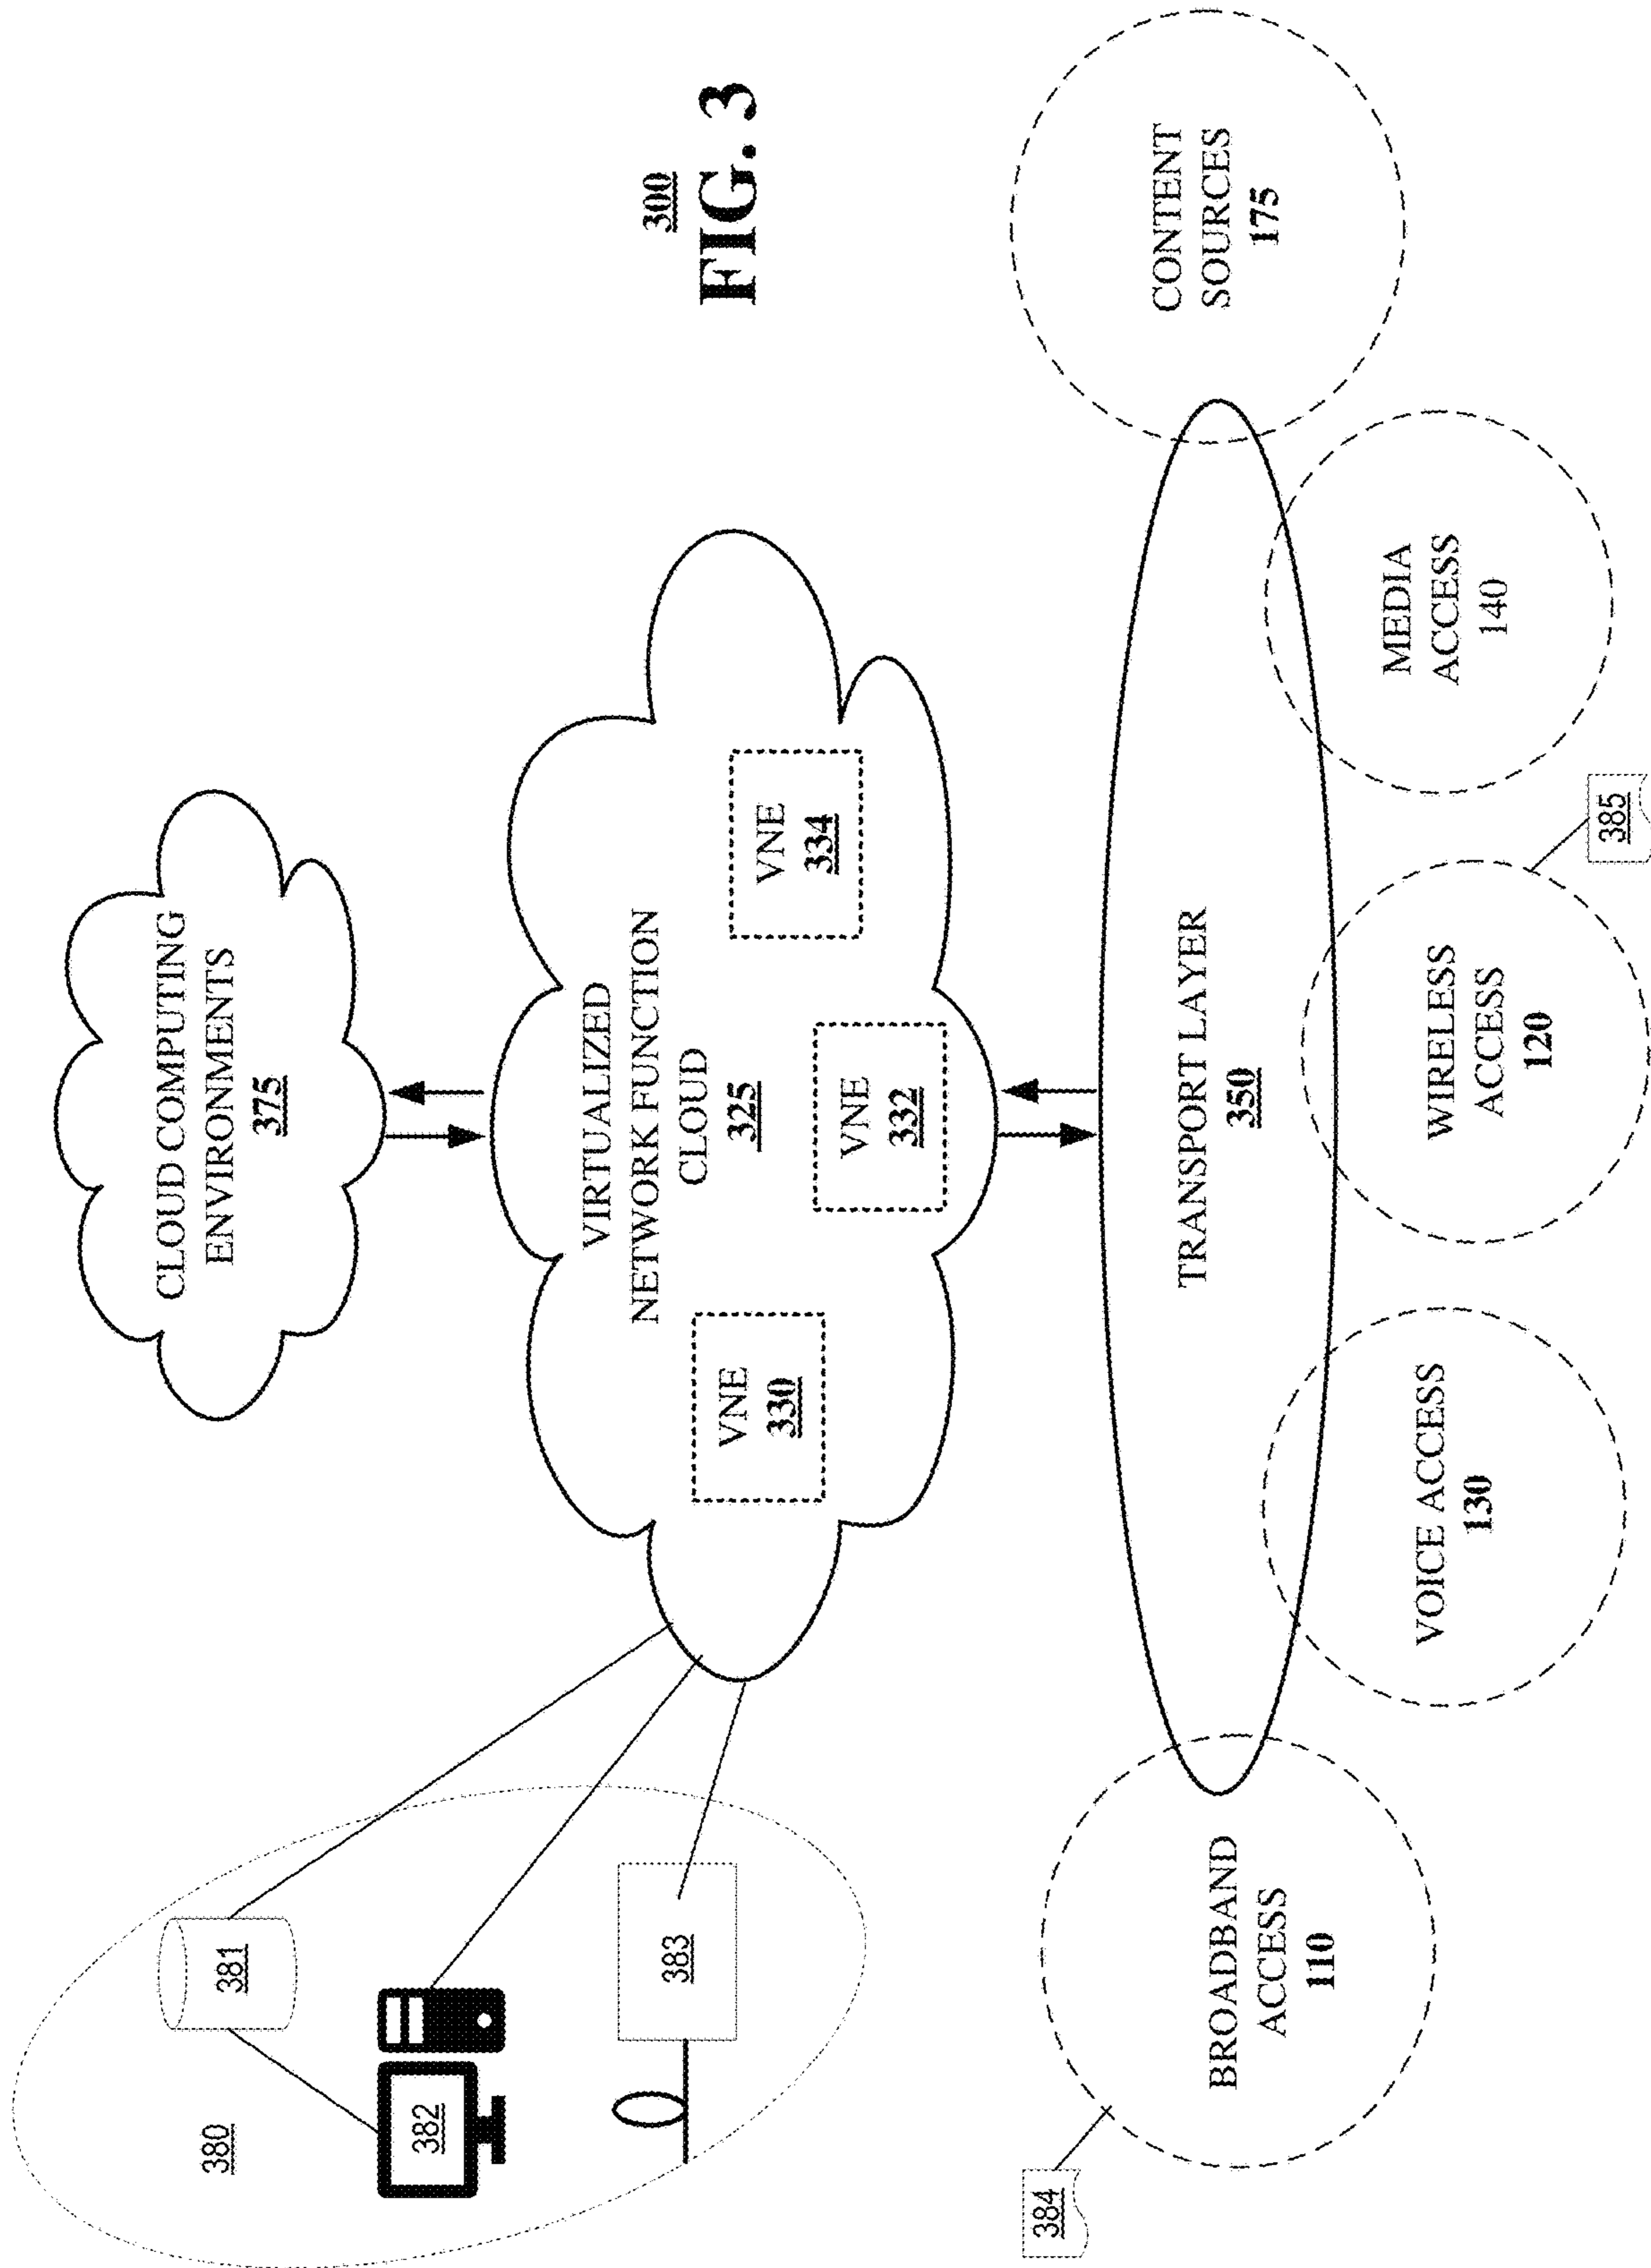 CLOUD COMPUTING
ENVIRONMENTS
375
380
381
382
383
VIRTUALIZED
NETWORK FUNCTION
CLOUD
325
VNE
330
VNE
332
VNE
334
300
FIG. 3
TRANSPORT LAYER
350
384
BROADBAND
ACCESS
110
VOICE ACCESS
130
WIRELESS
ACCESS
120
385
MEDIA
ACCESS
140
CONTENT
SOURCES
175